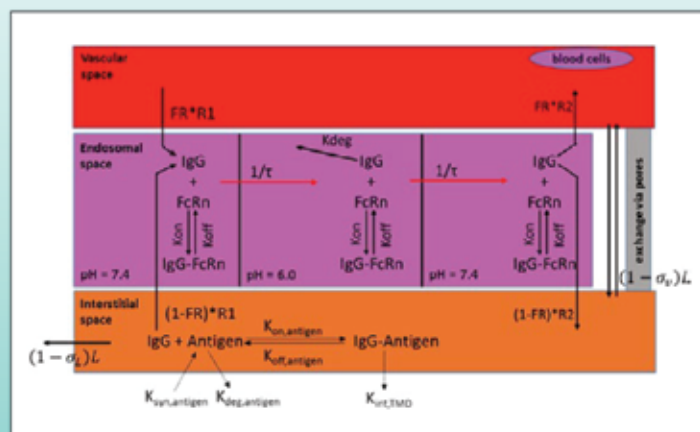 Vascular
space
blood cells
FR*R1
FR*R2
Endosomal
space
IgG
+
FcRn
Kon
Koff
IgG-FcRn
pH = 7.4
1/τ
Kdeg
IgG
+
FcRn
Kon
Koff
IgG-FcRn
pH = 6.0
1/τ
IgG
+
FcRn
Kon
Koff
IgG-FcRn
pH = 7.4
exchange via pores
(1 − σᵥ)L
Interstitial
space
(1-FR)*R1
(1-FR)*R2
IgG + Antigen
Kon,antigen
Koff,antigen
IgG-Antigen
(1 − σL)L
Ksyn,antigen
Kdeg,antigen
Kint,TMD